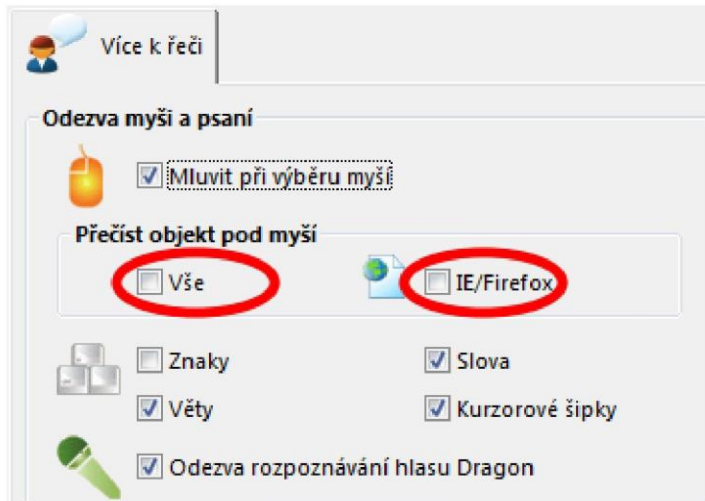 Více k řeči
Odezva myši a psaní
Mluvit při výběru myší
Přečíst objekt pod myší
Vše IE/Firefox
Znaky Slova
Věty Kurzorové šipky
Odezva rozpoznávání hlasu Dragon